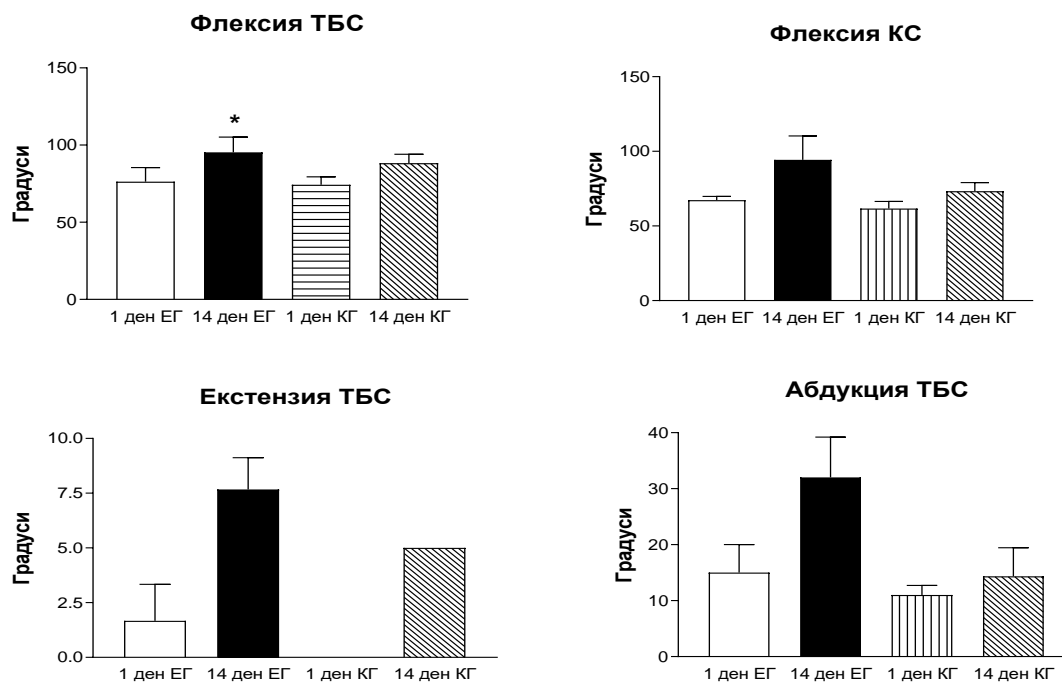 Флексия ТБС
150
100
50
0
Градуси
*
1 ден ЕГ 14 ден ЕГ 1 ден КГ 14 ден КГ
Флексия КС
150
100
50
0
Градуси
1 ден ЕГ 14 ден ЕГ 1 ден КГ 14 ден КГ
Екстензия ТБС
10.0
7.5
5.0
2.5
0.0
Градуси
1 ден ЕГ 14 ден ЕГ 1 ден КГ 14 ден КГ
Абдукция ТБС
40
30
20
10
0
Градуси
1 ден ЕГ 14 ден ЕГ 1 ден КГ 14 ден КГ